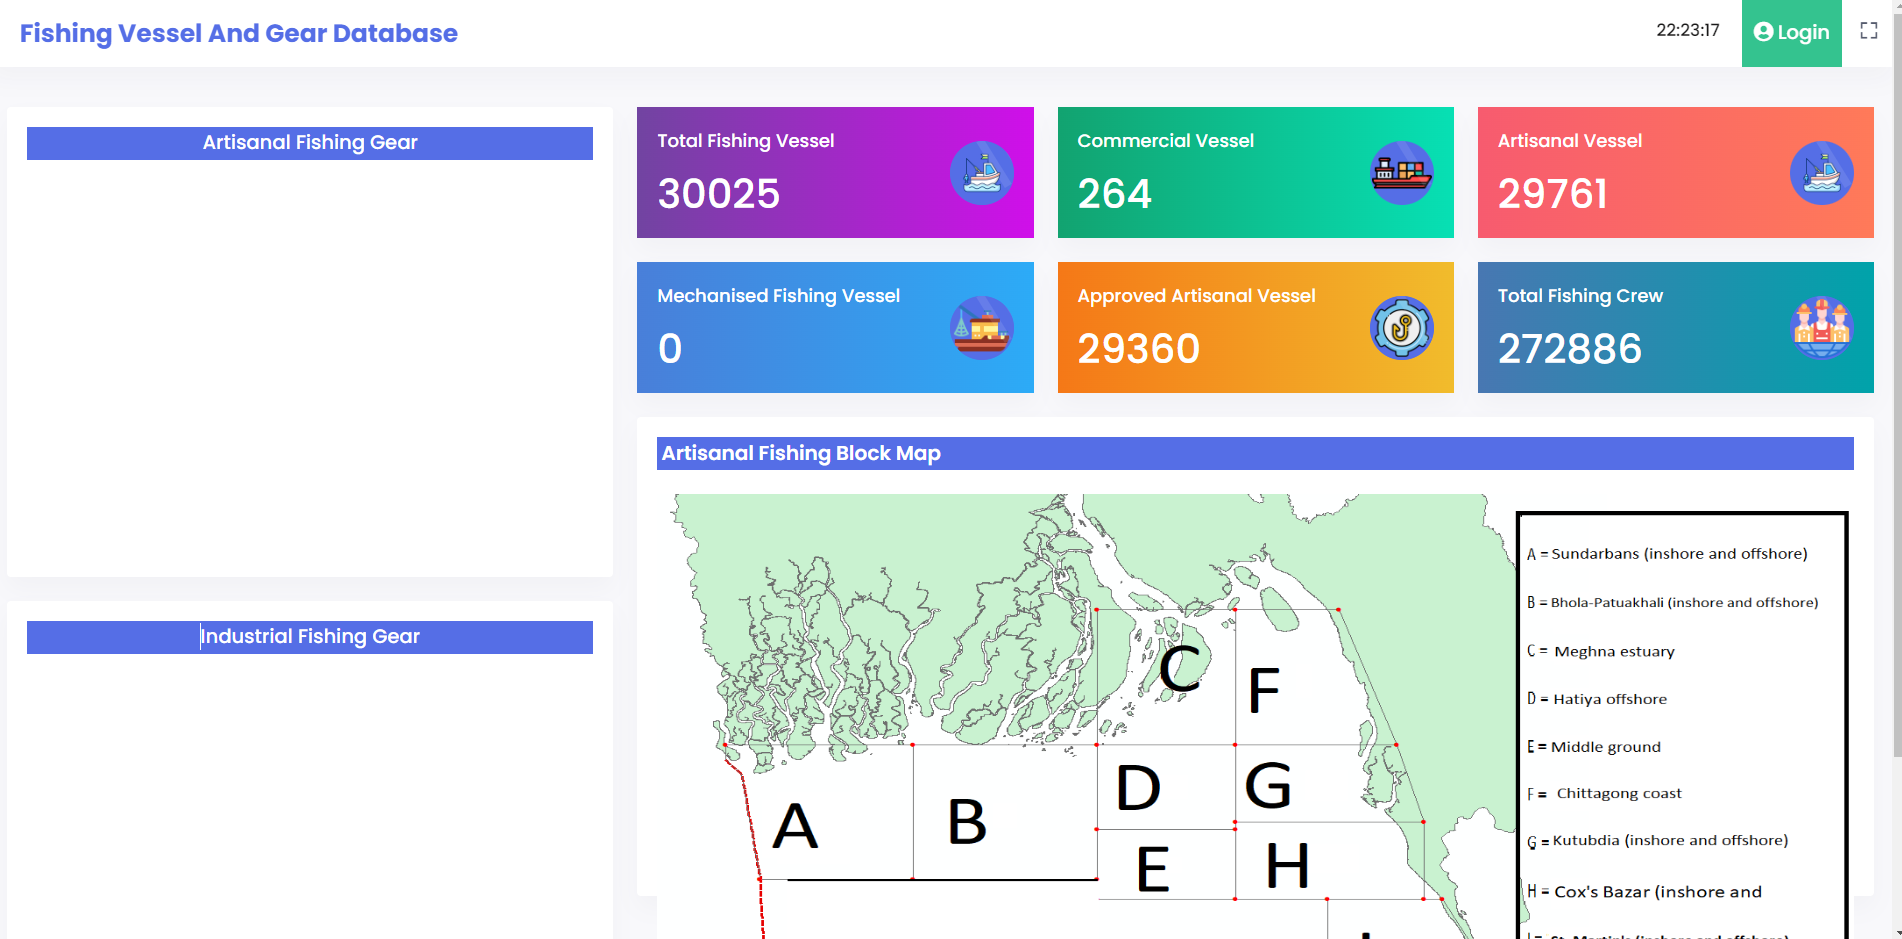 Fishing Vessel And Gear Database
22:23:17
Login
Artisanal Fishing Gear
Industrial Fishing Gear
Total Fishing Vessel
30025
Commercial Vessel
264
Artisanal Vessel
29761
Mechanised Fishing Vessel
0
Approved Artisanal Vessel
29360
Total Fishing Crew
272886
Artisanal Fishing Block Map
C
F
D
G
A
B
E
H
A = Sundarbans (inshore and offshore)
B = Bhola-Patuakhali (inshore and offshore)
C = Meghna estuary
D = Hatiya offshore
E = Middle ground
F = Chittagong coast
G = Kutubdia (inshore and offshore)
H = Cox's Bazar (inshore and